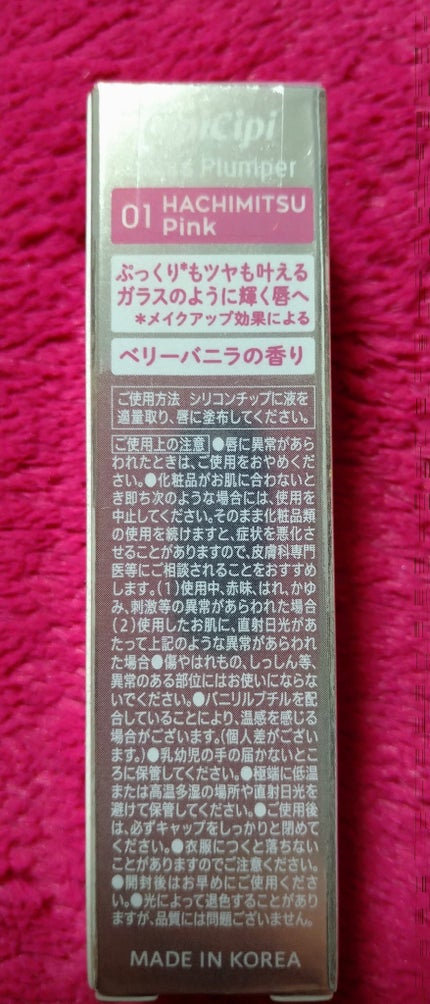 CipiCipi
Plumper
01 HACHIMITSU
Pink
ぷっくり*もツヤも叶える
ガラスのように輝く唇へ
*メイクアップ効果による
ベリーバニラの香り
ご使用方法 シリコンチップに液を
適量取り、唇に塗布してください。
ご使用上の注意 ●唇に異常があら
われたときは、ご使用をおやめくだ
さい。●化粧品がお肌に合わないと
き即ち次のような場合には、使用を
中止してください。そのまま化粧品類
の使用を続けますと、症状を悪化さ
せることがありますので、皮膚科専門
医等にご相談されることをおすすめ
します。(1)使用中、赤味、はれ、かゆ
み、刺激等の異常があらわれた場合
(2)使用したお肌に、直射日光があ
たって上記のような異常があらわれ
た場合●傷やはれもの、しっしん等、
異常のある部位にはお使いにならな
いでください。●バニリルブチルを配
合していることにより、温感を感じる
場合がございます。(個人差がござい
ます。)●乳幼児の手の届かないとこ
ろに保管してください。●極端に低温
または高温多湿の場所や直射日光を
避けて保管してください。●ご使用後
は、必ずキャップをしっかりと閉めて
ください。●衣服につくと落ちない
ことがありますのでご注意ください。
●開封後はお早めにご使用くださ
い。●光によって退色することがあり
ますが、品質には問題ございません。
MADE IN KOREA